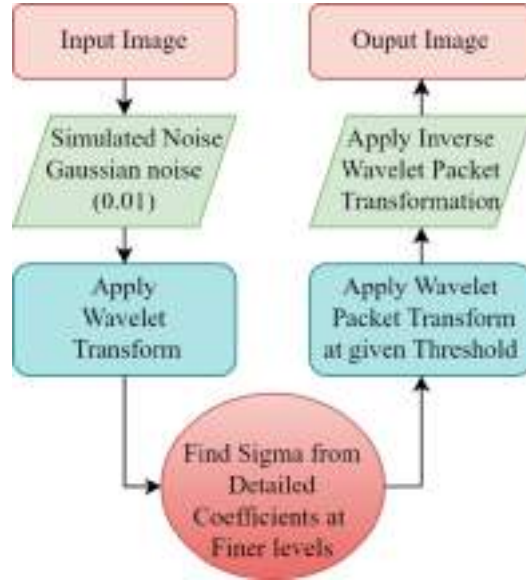 Input Image
Simulated Noise
Gaussian noise
(0.01)
Apply
Wavelet
Transform
Find Sigma from
Detailed
Coefficients at
Finer levels
Apply Wavelet
Packet Transform
at given Threshold
Apply Inverse
Wavelet Packet
Transformation
Ouput Image